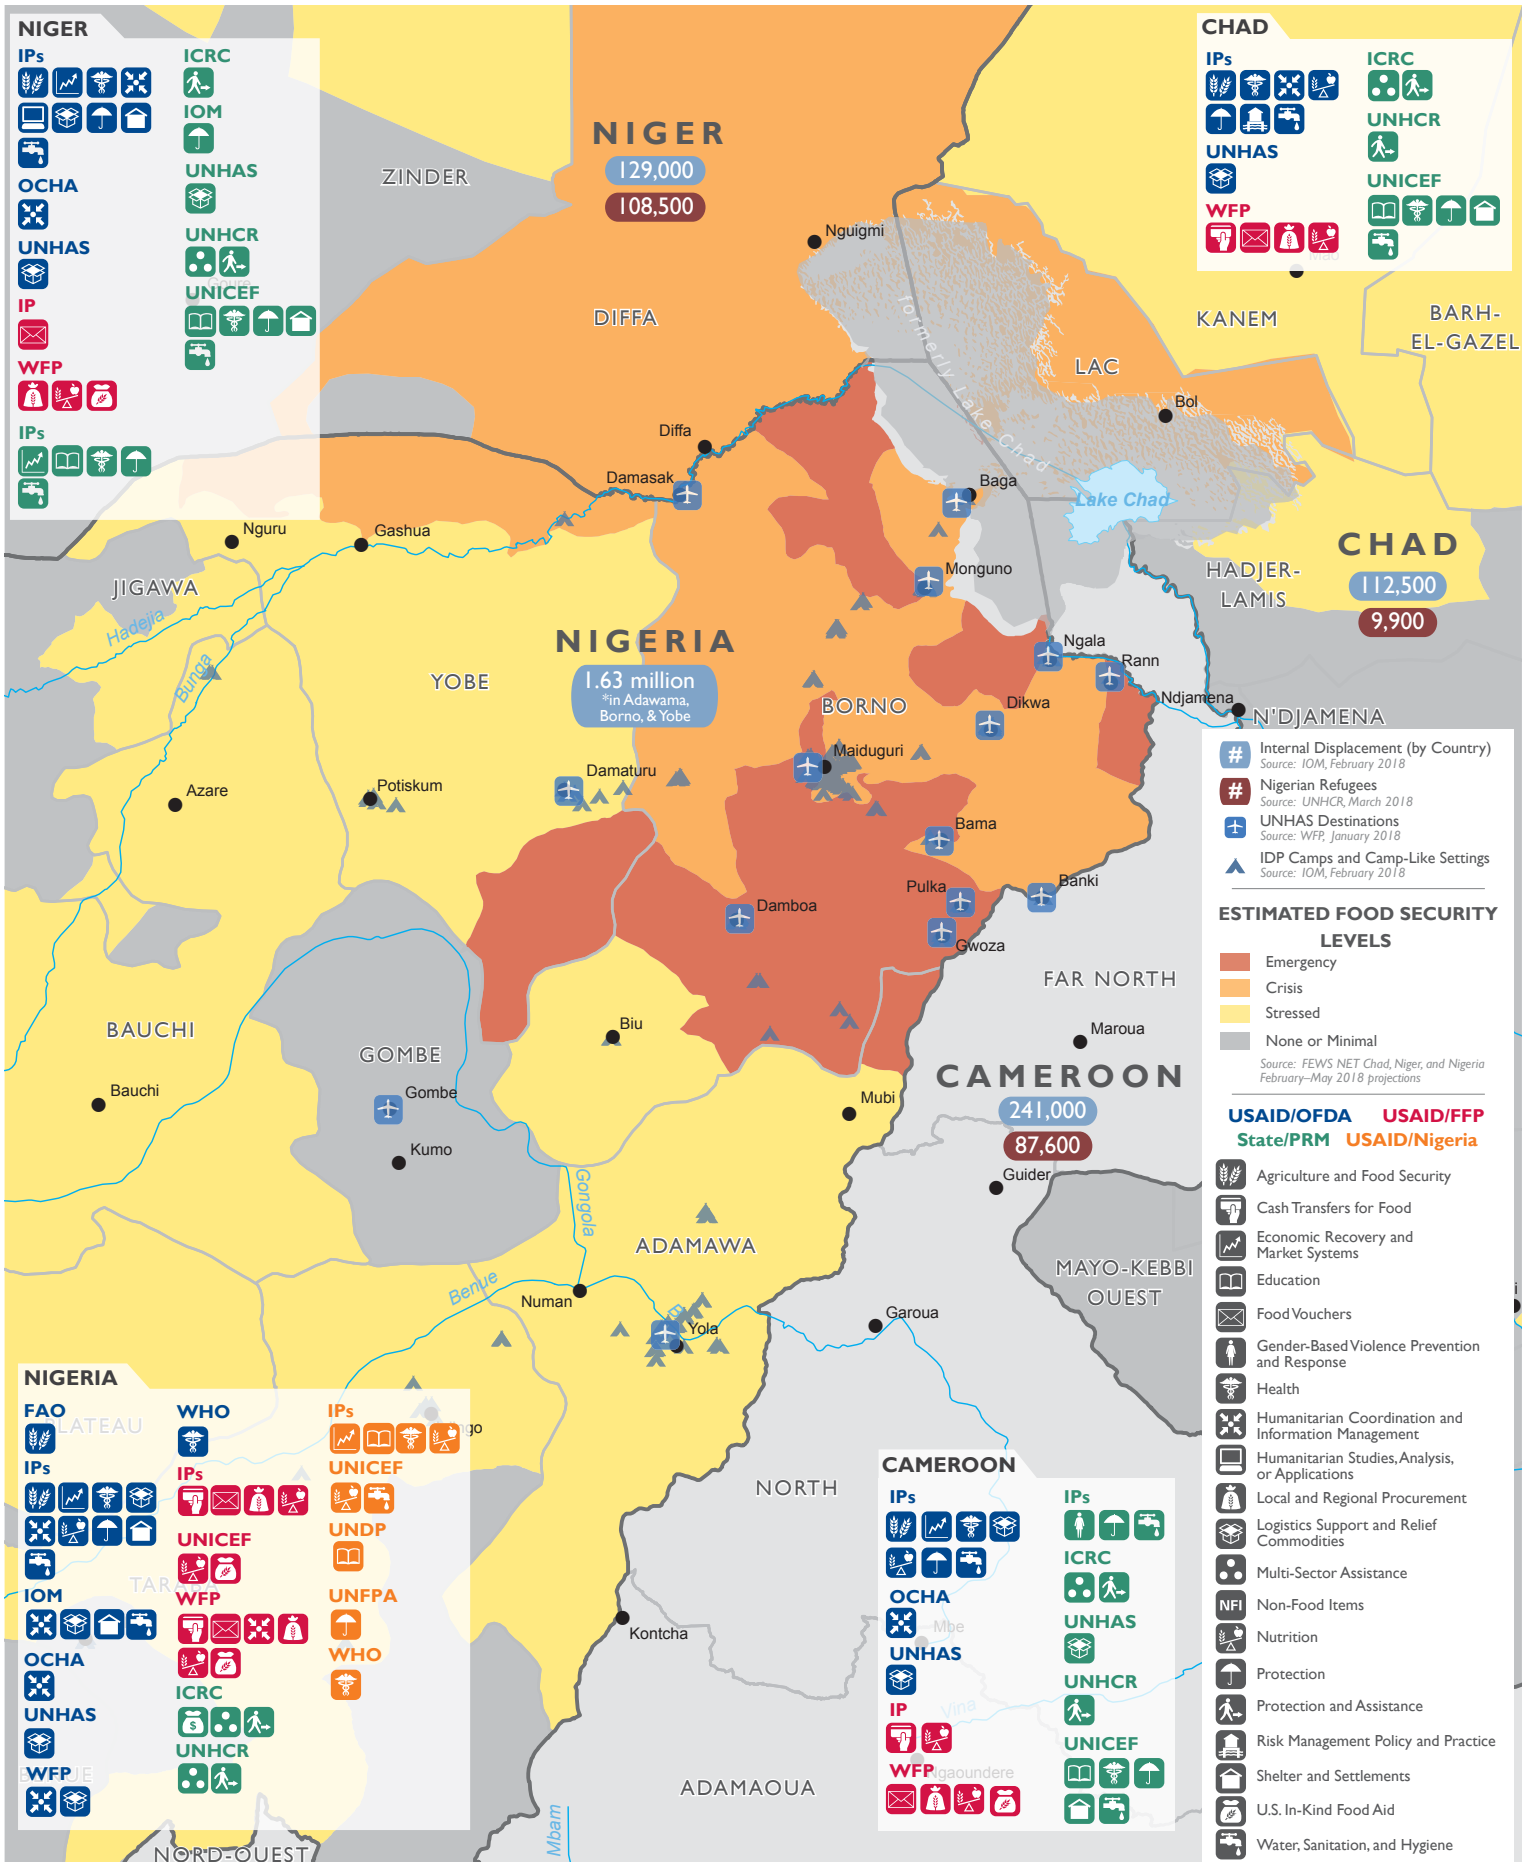 NIGER
IPs
OCHA
UNHAS
IP
WFP
IPs
ICRC
IOM
UNHAS
UNHCR
Goure
UNICEF
CHAD
IPs
UNHAS
WFP
ICRC
UNHCR
UNICEF
Mao
NIGER
129,000
108,500
ZINDER
Nguigmi
DIFFA
formerly Lake Chad
LAC
KANEM
BARH-
EL-GAZEL
Bol
Diffa
Damasak
Baga
Lake Chad
Nguru
Gashua
CHAD
112,500
9,900
JIGAWA
Hadejia
Monguno
HADJER-
LAMIS
NIGERIA
1.63 million
*in Adawama,
Borno, & Yobe
Bunga
YOBE
Ngala
Rann
BORNO
Dikwa
Ndjamena
N'DJAMENA
Maiduguri
Damaturu
Azare
Potiskum
Bama
Pulka
Banki
Damboa
Gwoza
FAR NORTH
BAUCHI
Biu
GOMBE
Maroua
CAMEROON
241,000
87,600
Bauchi
Gombe
Mubi
Kumo
Guider
Gongola
ADAMAWA
MAYO-KEBBI
OUEST
Benue
Numan
Garoua
Yola
NORTH
Kontcha
ADAMAOUA
Mbam
NORD-OUEST
# Internal Displacement (by Country)
Source: IOM, February 2018
# Nigerian Refugees
Source: UNHCR, March 2018
UNHAS Destinations
Source: WFP, January 2018
IDP Camps and Camp-Like Settings
Source: IOM, February 2018
ESTIMATED FOOD SECURITY
LEVELS
Emergency
Crisis
Stressed
None or Minimal
Source: FEWS NET Chad, Niger, and Nigeria
February–May 2018 projections
USAID/OFDA USAID/FFP
State/PRM USAID/Nigeria
Agriculture and Food Security
Cash Transfers for Food
Economic Recovery and
Market Systems
Education
Food Vouchers
Gender-Based Violence Prevention
and Response
Health
Humanitarian Coordination and
Information Management
Humanitarian Studies, Analysis,
or Applications
Local and Regional Procurement
Logistics Support and Relief
Commodities
Multi-Sector Assistance
NFI Non-Food Items
Nutrition
Protection
Protection and Assistance
Risk Management Policy and Practice
Shelter and Settlements
U.S. In-Kind Food Aid
Water, Sanitation, and Hygiene
NIGERIA
FAO
PLATEAU
IPs
TARABA
IOM
OCHA
UNHAS
WFP
WHO
IPs
UNICEF
WFP
ICRC
$
UNHCR
IPs
UNICEF
UNDP
UNFPA
WHO
CAMEROON
IPs
OCHA
Mbe
UNHAS
Vina
IP
WFP
Ngaoundere
IPs
ICRC
UNHAS
UNHCR
UNICEF